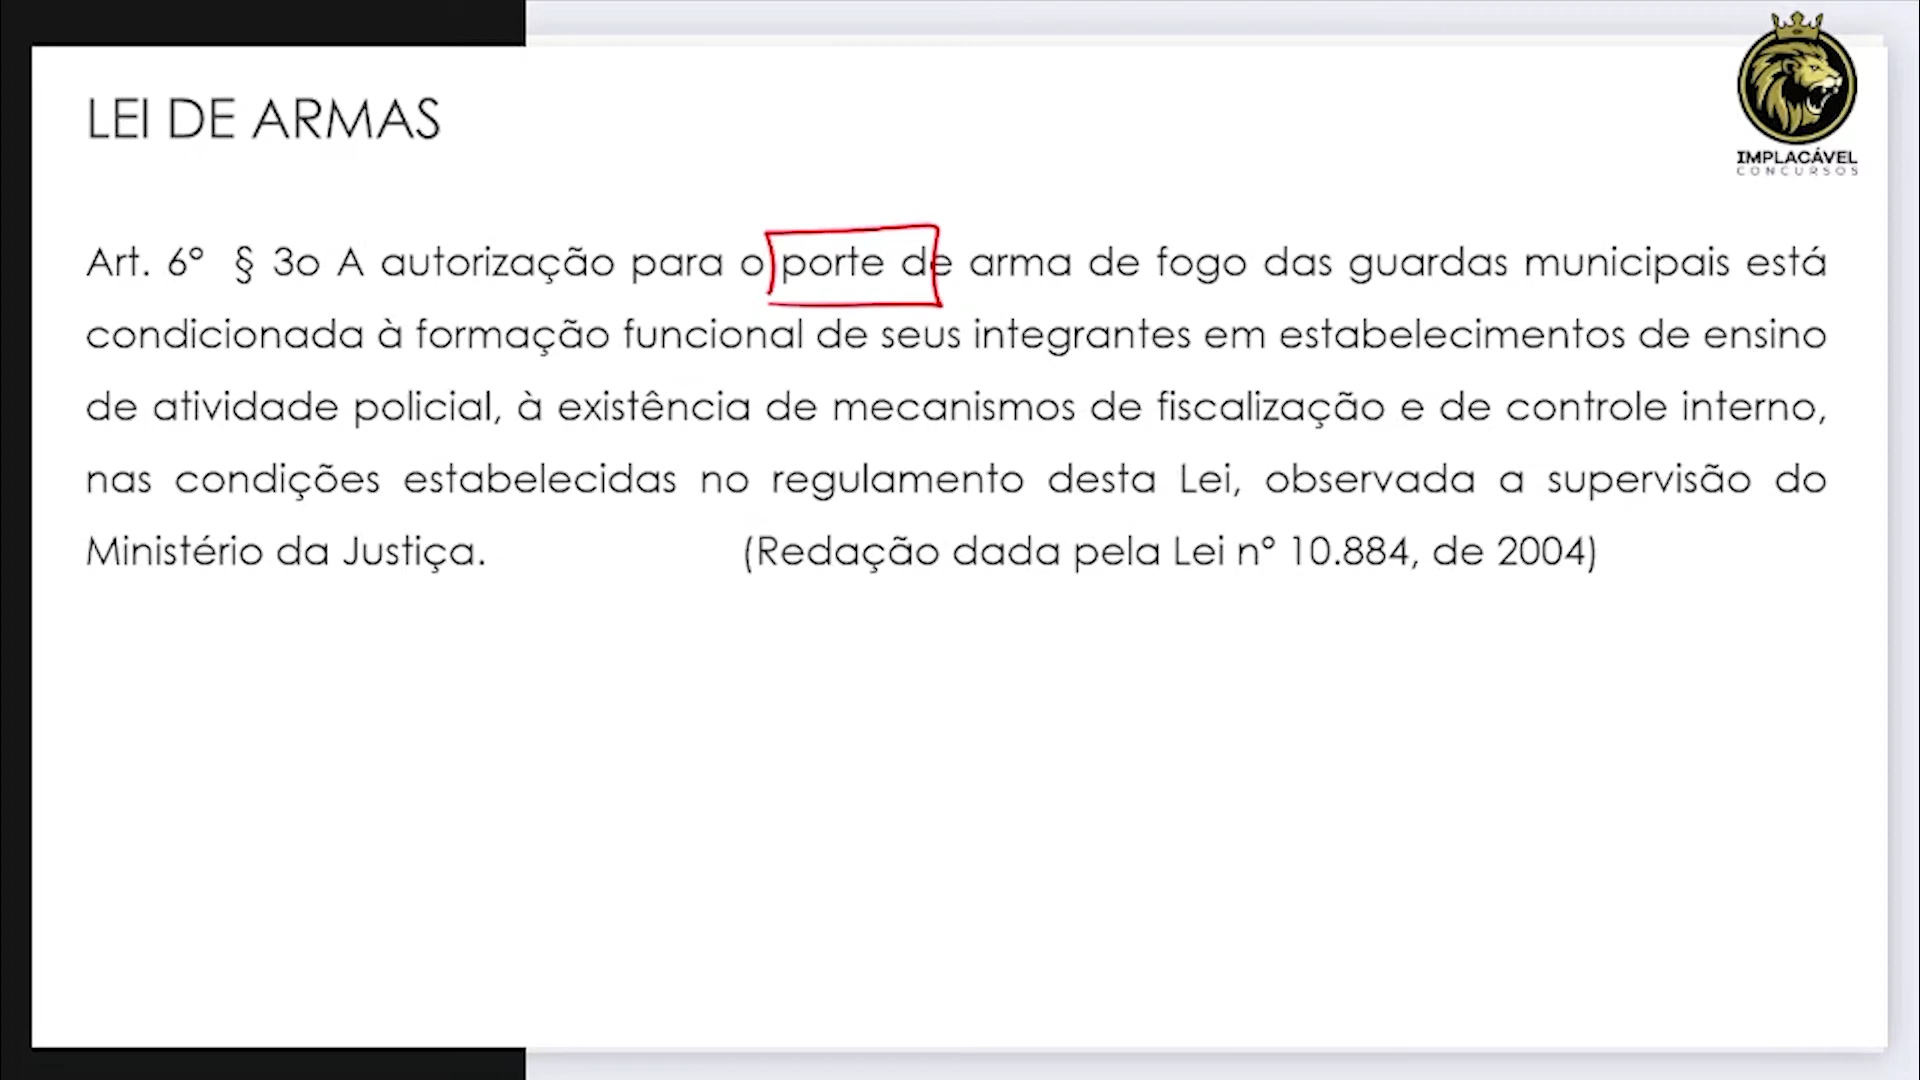 LEI DE ARMAS
IMPLACÁVEL
CONCURSOS
Art. 6º § 3o A autorização para o porte de arma de fogo das guardas municipais está
condicionada à formação funcional de seus integrantes em estabelecimentos de ensino
de atividade policial, à existência de mecanismos de fiscalização e de controle interno,
nas condições estabelecidas no regulamento desta Lei, observada a supervisão do
Ministério da Justiça. (Redação dada pela Lei nº 10.884, de 2004)